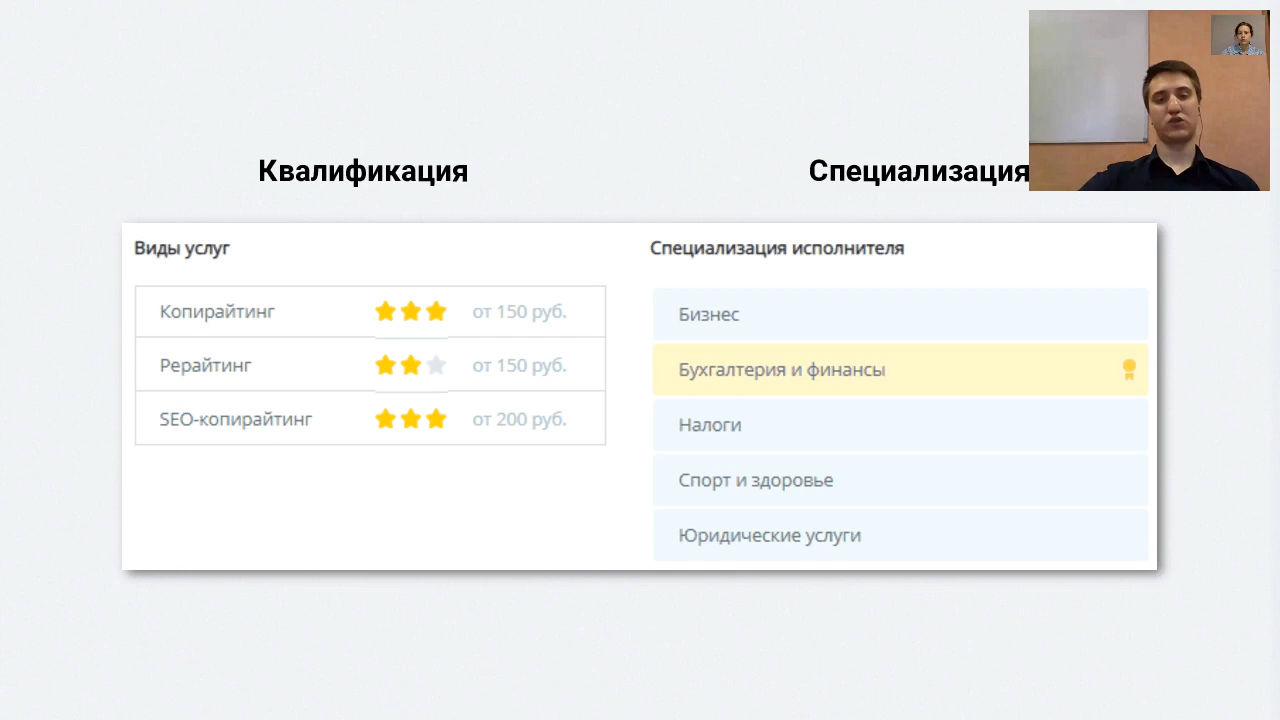 Квалификация
Специализация
Виды услуг
Копирайтинг от 150 руб.
Рерайтинг от 150 руб.
SEO-копирайтинг от 200 руб.
Специализация исполнителя
Бизнес
Бухгалтерия и финансы
Налоги
Спорт и здоровье
Юридические услуги